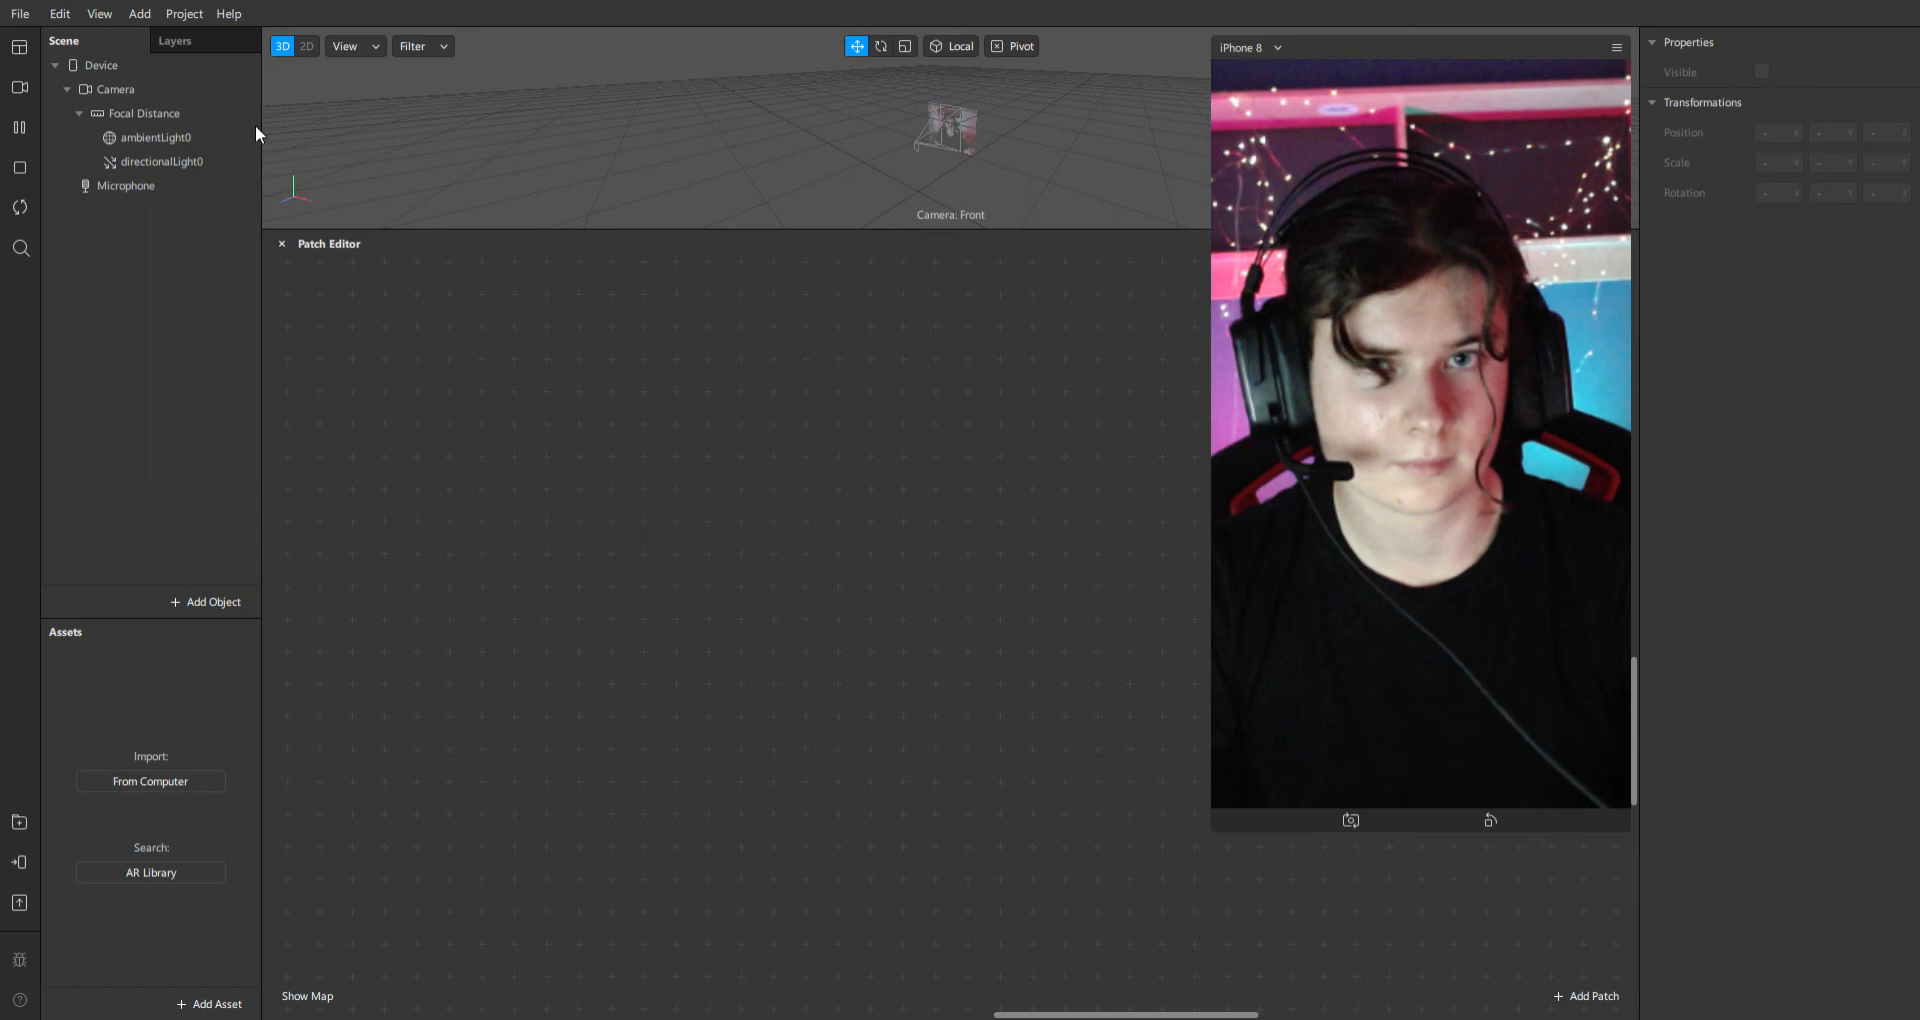 File Edit View Add Project Help
Scene Layers
Device
Camera
Focal Distance
ambientLight0
directionalLight0
Microphone
+ Add Object
Assets
Import:
From Computer
Search:
AR Library
+ Add Asset
3D 2D View Filter Local Pivot
Camera: Front
× Patch Editor
Show Map
+ Add Patch
iPhone 8
Properties
Visible
Transformations
Position - X - Y - Z
Scale - X - Y - Z
Rotation - X - Y - Z